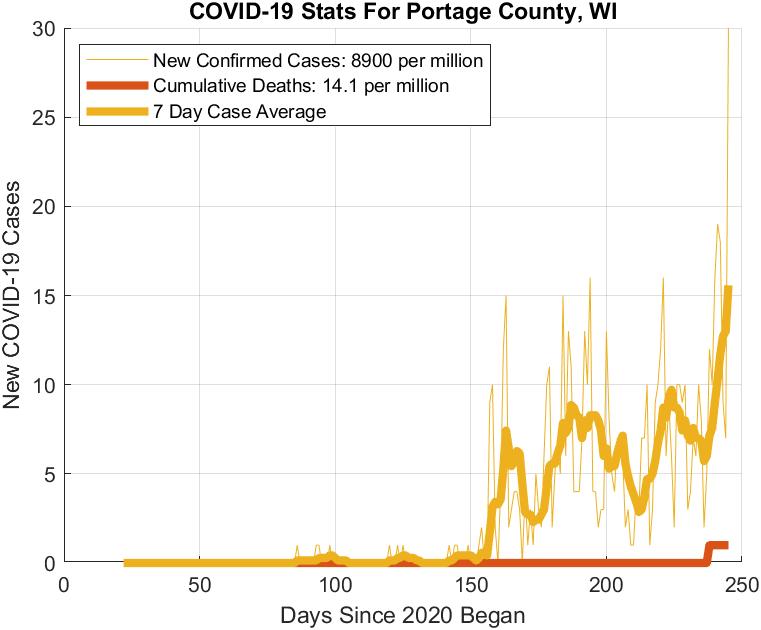 COVID-19 Stats For Portage County, WI
30
25
20
15
10
5
0
New Confirmed Cases: 8900 per million
Cumulative Deaths: 14.1 per million
7 Day Case Average
New COVID-19 Cases
0 50 100 150 200 250
Days Since 2020 Began